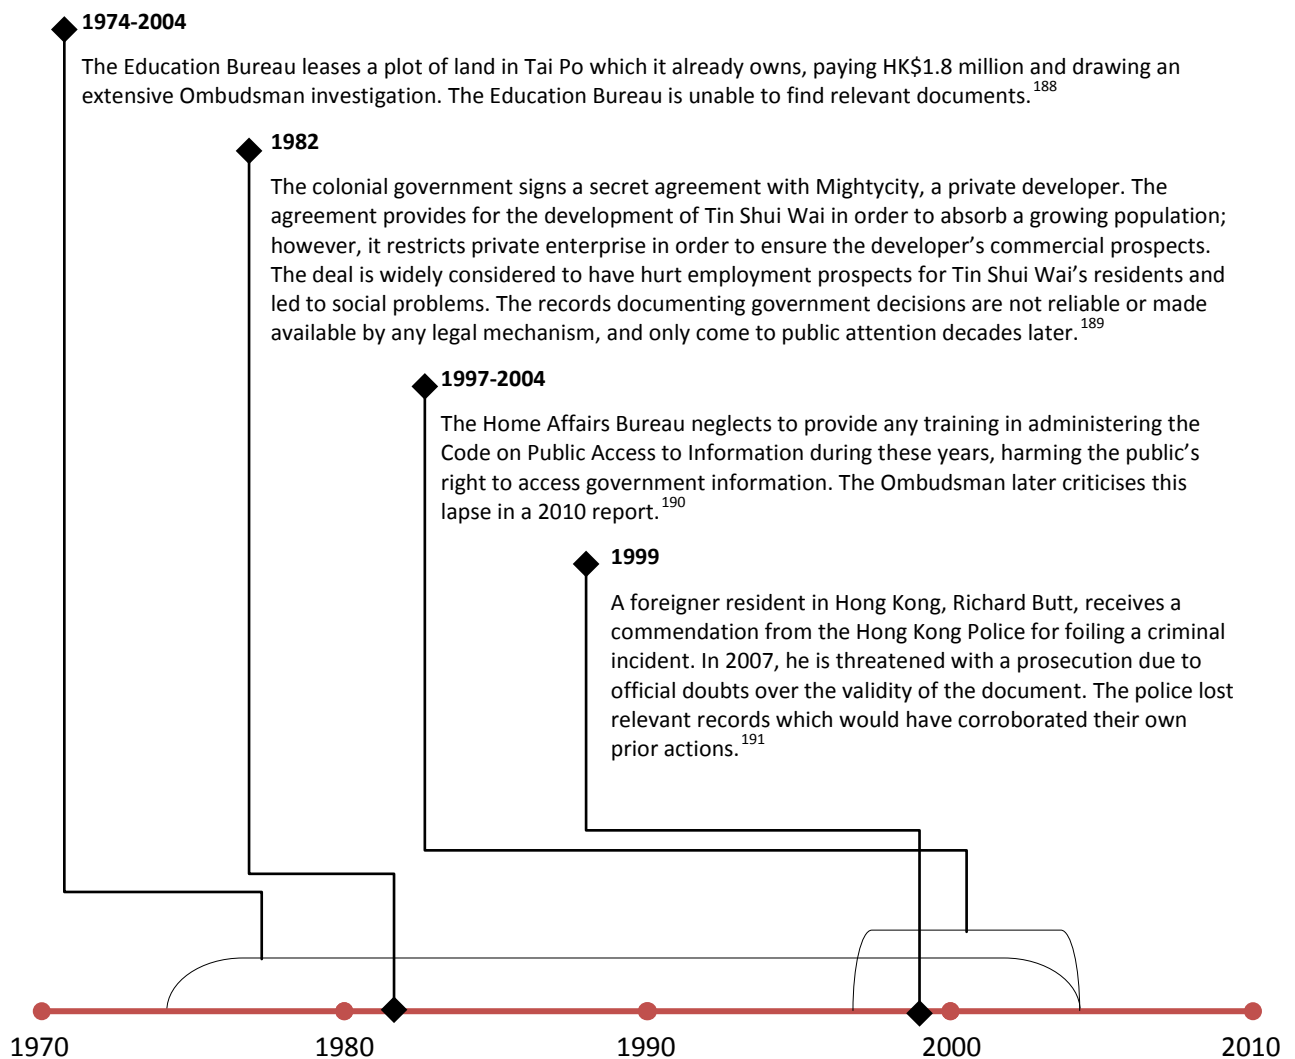 1974-2004
The Education Bureau leases a plot of land in Tai Po which it already owns, paying HK$1.8 million and drawing an
extensive Ombudsman investigation. The Education Bureau is unable to find relevant documents.188
1982
The colonial government signs a secret agreement with Mightycity, a private developer. The
agreement provides for the development of Tin Shui Wai in order to absorb a growing population;
however, it restricts private enterprise in order to ensure the developer’s commercial prospects.
The deal is widely considered to have hurt employment prospects for Tin Shui Wai’s residents and
led to social problems. The records documenting government decisions are not reliable or made
available by any legal mechanism, and only come to public attention decades later.189
1997-2004
The Home Affairs Bureau neglects to provide any training in administering the
Code on Public Access to Information during these years, harming the public’s
right to access government information. The Ombudsman later criticises this
lapse in a 2010 report.190
1999
A foreigner resident in Hong Kong, Richard Butt, receives a
commendation from the Hong Kong Police for foiling a criminal
incident. In 2007, he is threatened with a prosecution due to
official doubts over the validity of the document. The police lost
relevant records which would have corroborated their own
prior actions.191
1970 1980 1990 2000 2010